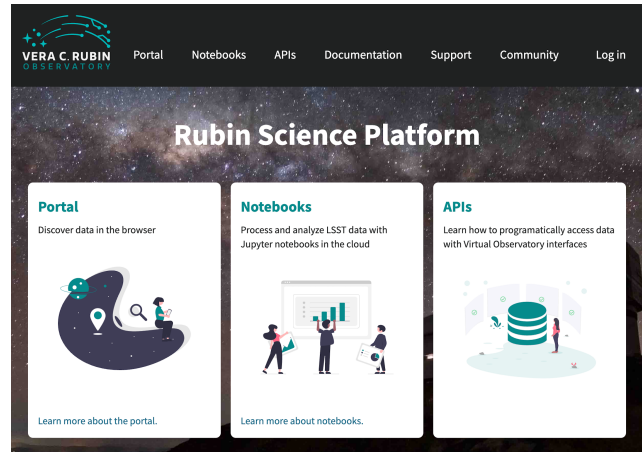 VERA C. RUBIN
OBSERVATORY
Portal
Notebooks
APIs
Documentation
Support
Community
Log in
Rubin Science Platform
Portal
Discover data in the browser
Learn more about the portal.
Notebooks
Process and analyze LSST data with
Jupyter notebooks in the cloud
Learn more about notebooks.
APIs
Learn how to programatically access data
with Virtual Observatory interfaces